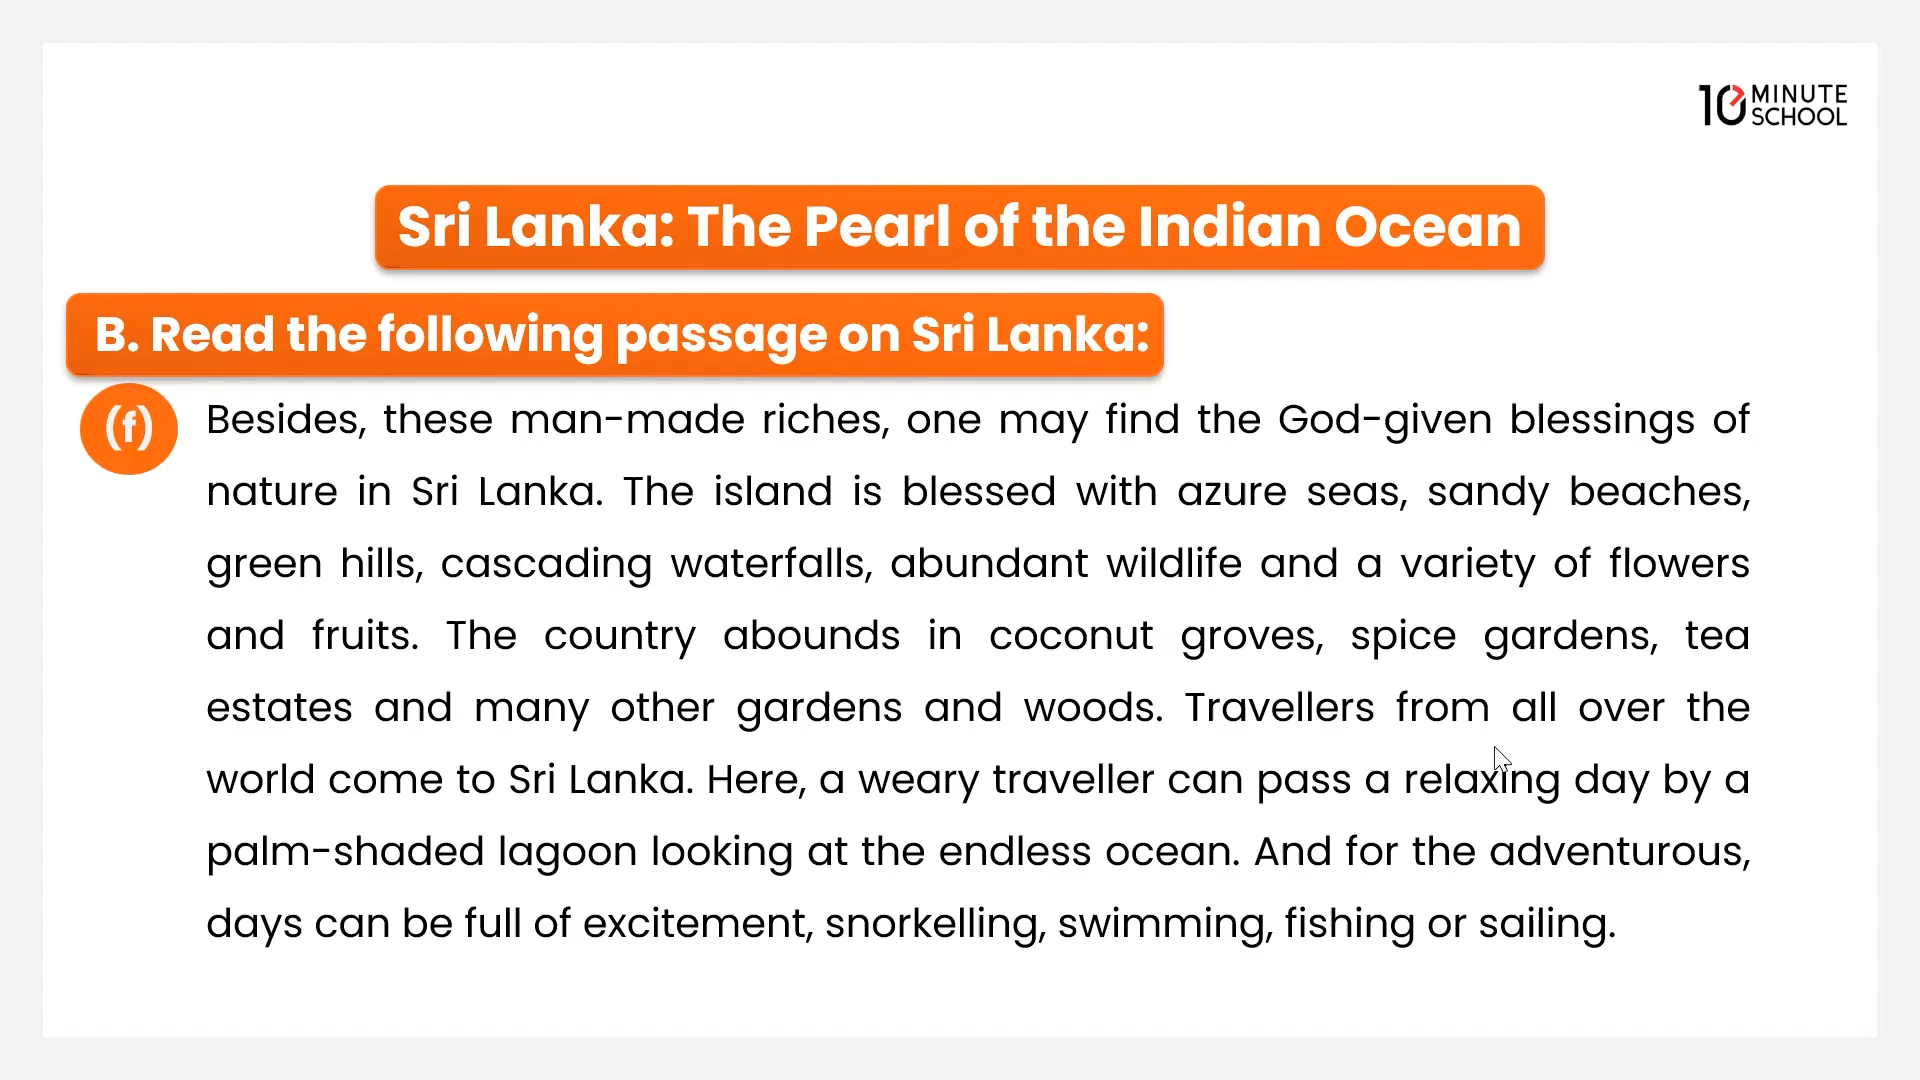 10 MINUTE
SCHOOL
Sri Lanka: The Pearl of the Indian Ocean
B. Read the following passage on Sri Lanka:
(f)
Besides, these man-made riches, one may find the God-given blessings of
nature in Sri Lanka. The island is blessed with azure seas, sandy beaches,
green hills, cascading waterfalls, abundant wildlife and a variety of flowers
and fruits. The country abounds in coconut groves, spice gardens, tea
estates and many other gardens and woods. Travellers from all over the
world come to Sri Lanka. Here, a weary traveller can pass a relaxing day by a
palm-shaded lagoon looking at the endless ocean. And for the adventurous,
days can be full of excitement, snorkelling, swimming, fishing or sailing.